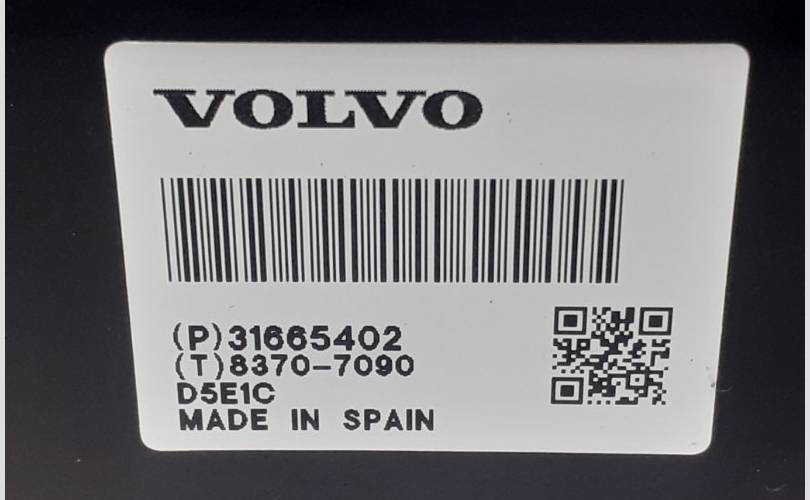 VOLVO
(P)31665402
(T)8370-7090
D5E1C
MADE IN SPAIN